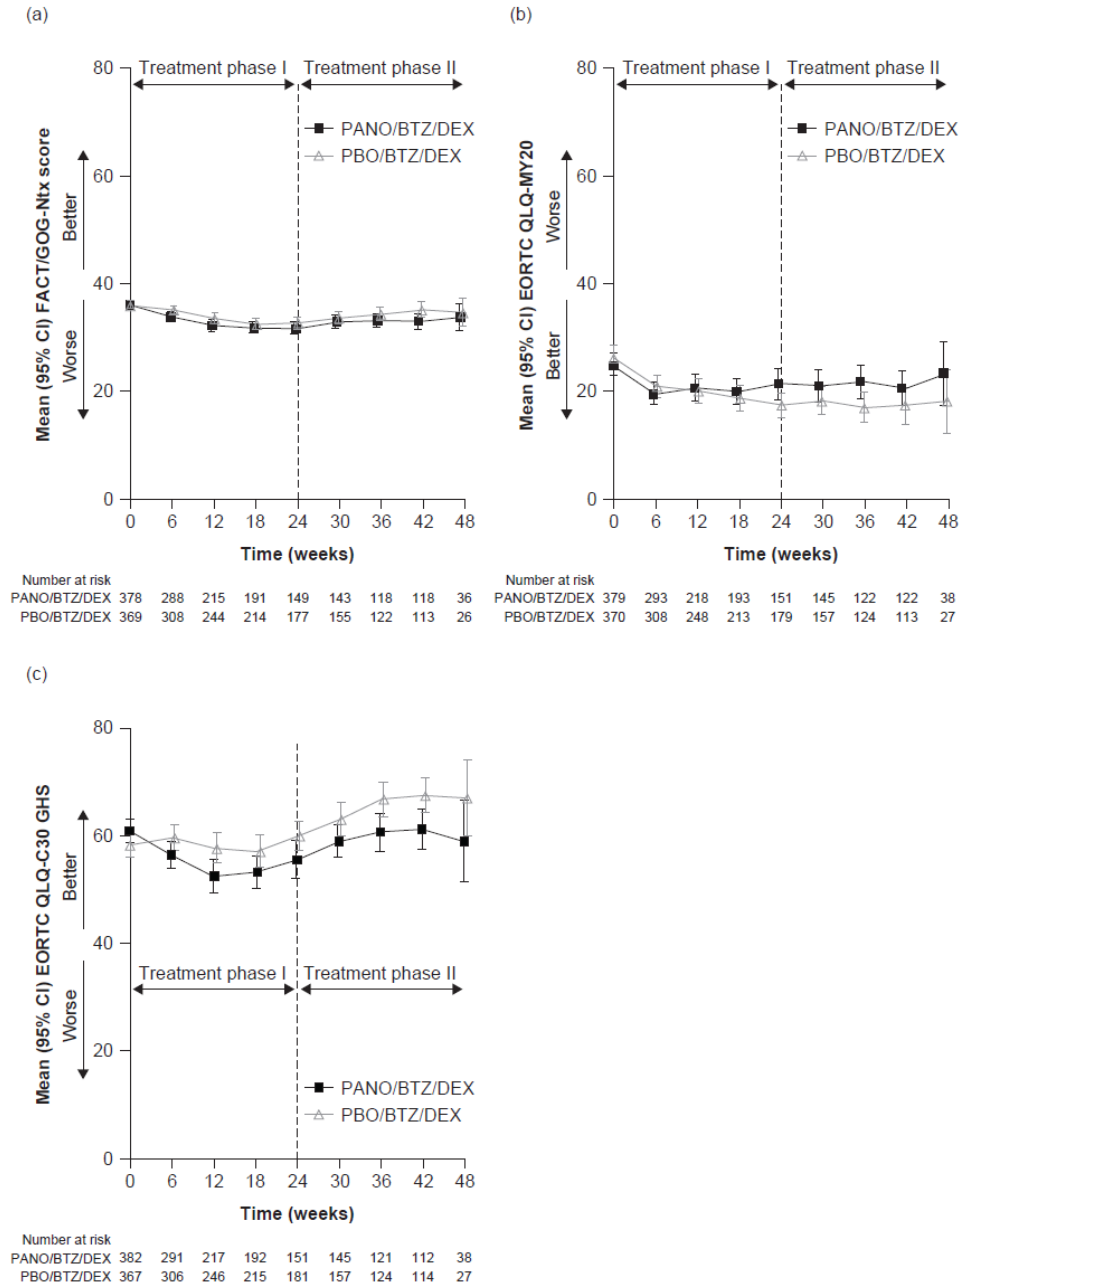 (a)
80
Treatment phase I
Treatment phase II
PANO/BTZ/DEX
PBO/BTZ/DEX
60
40
20
0
Mean (95% CI) FACT/GOG-Ntx score
Better
Worse
0 6 12 18 24 30 36 42 48
Time (weeks)
Number at risk
PANO/BTZ/DEX 378 288 215 191 149 143 118 118 36
PBO/BTZ/DEX 369 308 244 214 177 155 122 113 26
(b)
80
Treatment phase I
Treatment phase II
PANO/BTZ/DEX
PBO/BTZ/DEX
60
40
20
0
Mean (95% CI) EORTC QLQ-MY20
Worse
Better
0 6 12 18 24 30 36 42 48
Time (weeks)
Number at risk
PANO/BTZ/DEX 379 293 218 193 151 145 122 122 38
PBO/BTZ/DEX 370 308 248 213 179 157 124 113 27
(c)
80
60
40
Treatment phase I
Treatment phase II
20
PANO/BTZ/DEX
PBO/BTZ/DEX
0
Mean (95% CI) EORTC QLQ-C30 GHS
Better
Worse
0 6 12 18 24 30 36 42 48
Time (weeks)
Number at risk
PANO/BTZ/DEX 382 291 217 192 151 145 121 112 38
PBO/BTZ/DEX 367 306 246 215 181 157 124 114 27